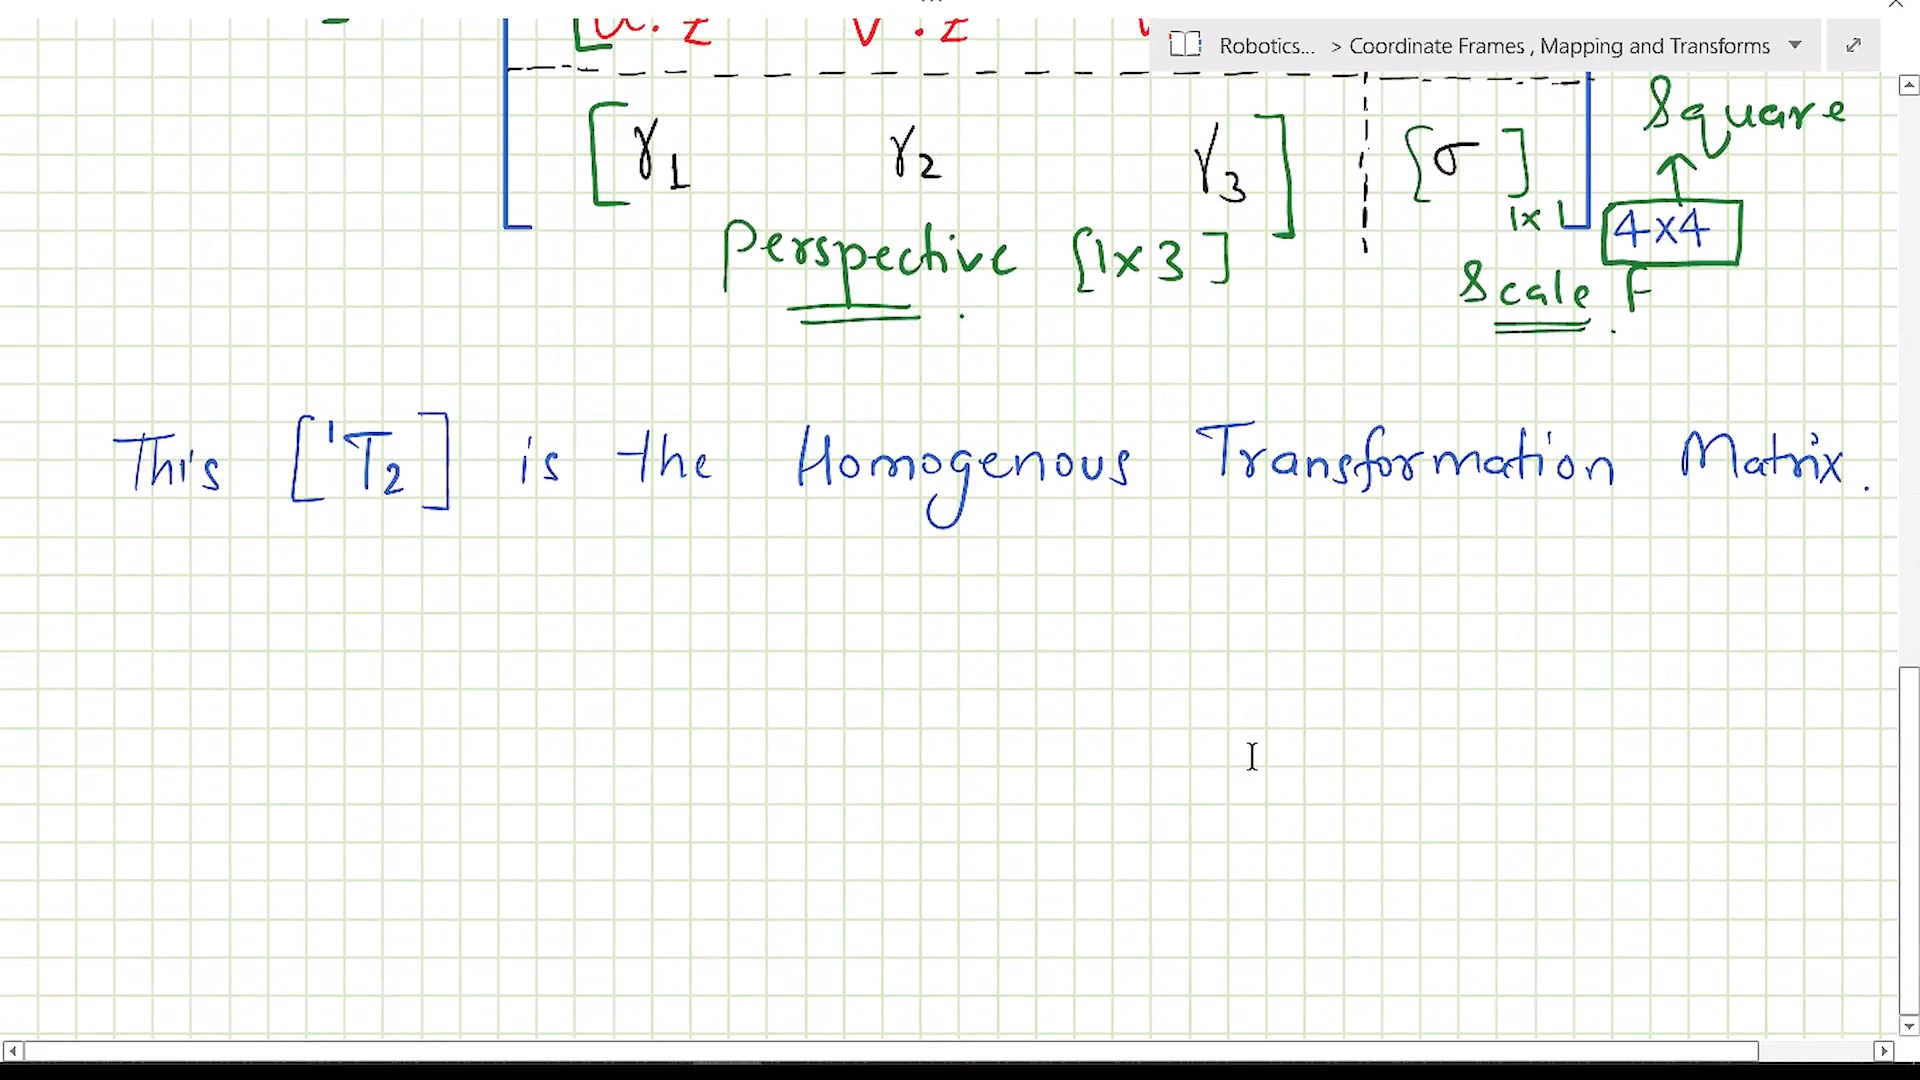 u.z v.z
Robotics... > Coordinate Frames , Mapping and Transforms
Square
[γ1 γ2 γ3] [σ]
1x1 4x4
Perspective [1x3]
Scale F.
This [¹T2] is the Homogenous Transformation Matrix.